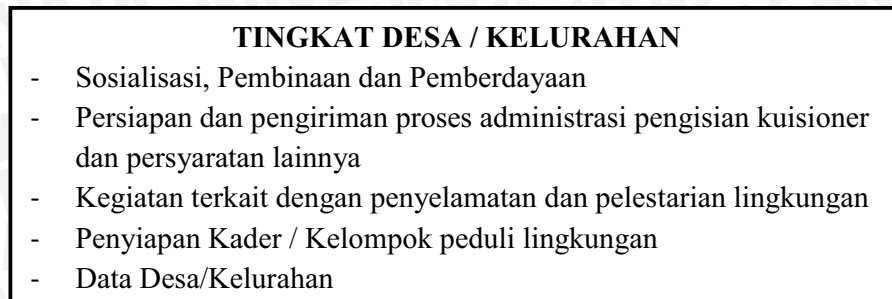 TINGKAT DESA / KELURAHAN
- Sosialisasi, Pembinaan dan Pemberdayaan
- Persiapan dan pengiriman proses administrasi pengisian kuisioner
dan persyaratan lainnya
- Kegiatan terkait dengan penyelamatan dan pelestarian lingkungan
- Penyiapan Kader / Kelompok peduli lingkungan
- Data Desa/Kelurahan